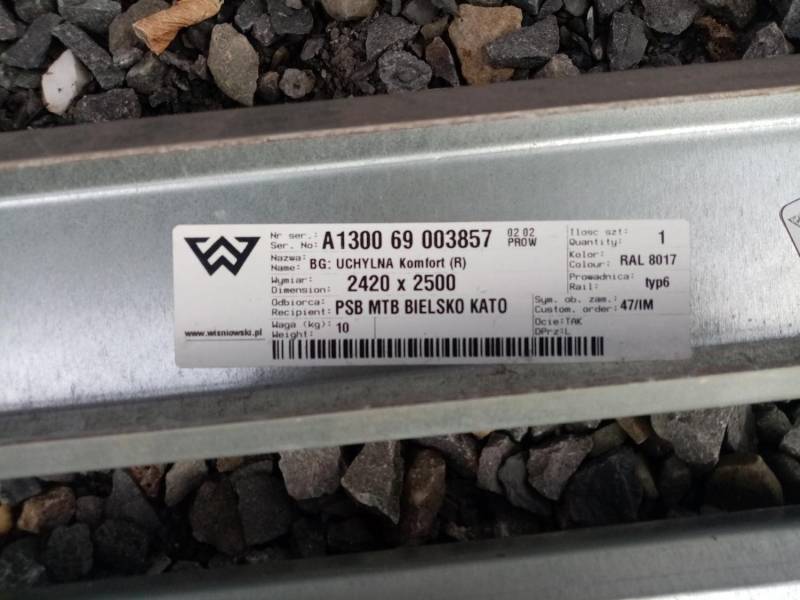 Nr ser.:
Ser. No: A1300 69 003857 02 02
PROW
Ilosc szt:
Quantity: 1
Nazwa:
Name: BG: UCHYLNA Komfort (R)
Kolor:
Colour: RAL 8017
Wymiar:
Dimension: 2420 x 2500
Prowadnica:
Rail: typ6
Odbiorca:
Recipient: PSB MTB BIELSKO KATO
Sym. ob. zam.:
Custom. order: 47/IM
www.wisniowski.pl
Waga (kg):
Weight: 10
Ocie:TAK
DPrz:L